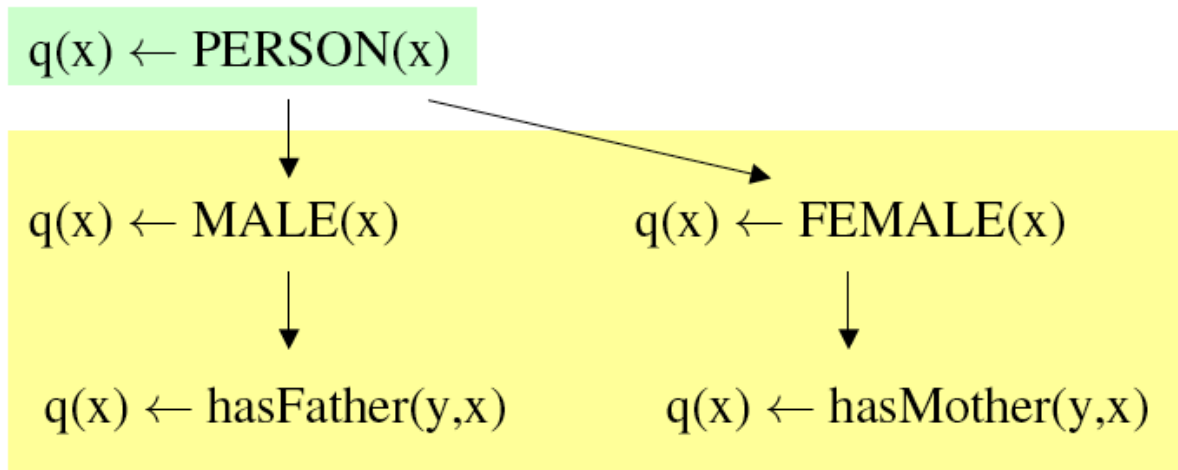 q(x) ← PERSON(x)
q(x) ← MALE(x)
q(x) ← FEMALE(x)
q(x) ← hasFather(y,x)
q(x) ← hasMother(y,x)